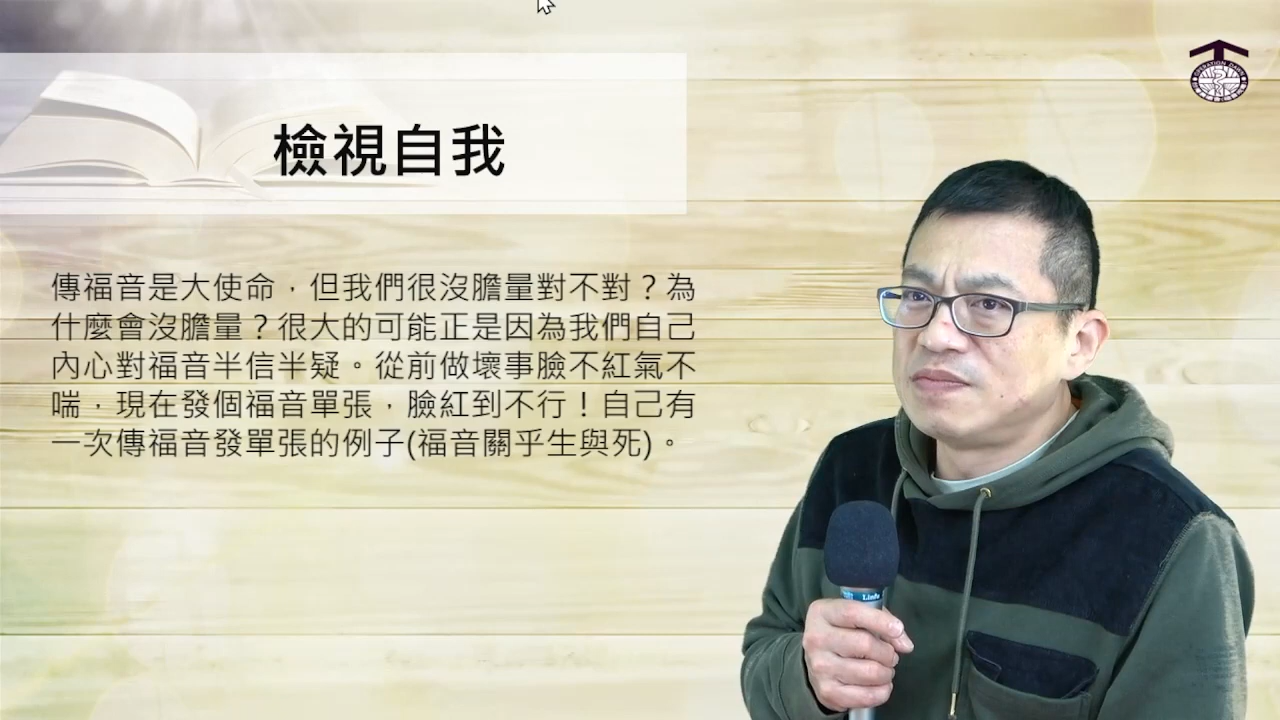 檢視自我
傳福音是大使命，但我們很沒膽量對不對？為
什麼會沒膽量？很大的可能正是因為我們自己
內心對福音半信半疑。從前做壞事臉不紅氣不
喘，現在發個福音單張，臉紅到不行！自己有
一次傳福音發單張的例子(福音關乎生與死)。
OPERATION DAWN